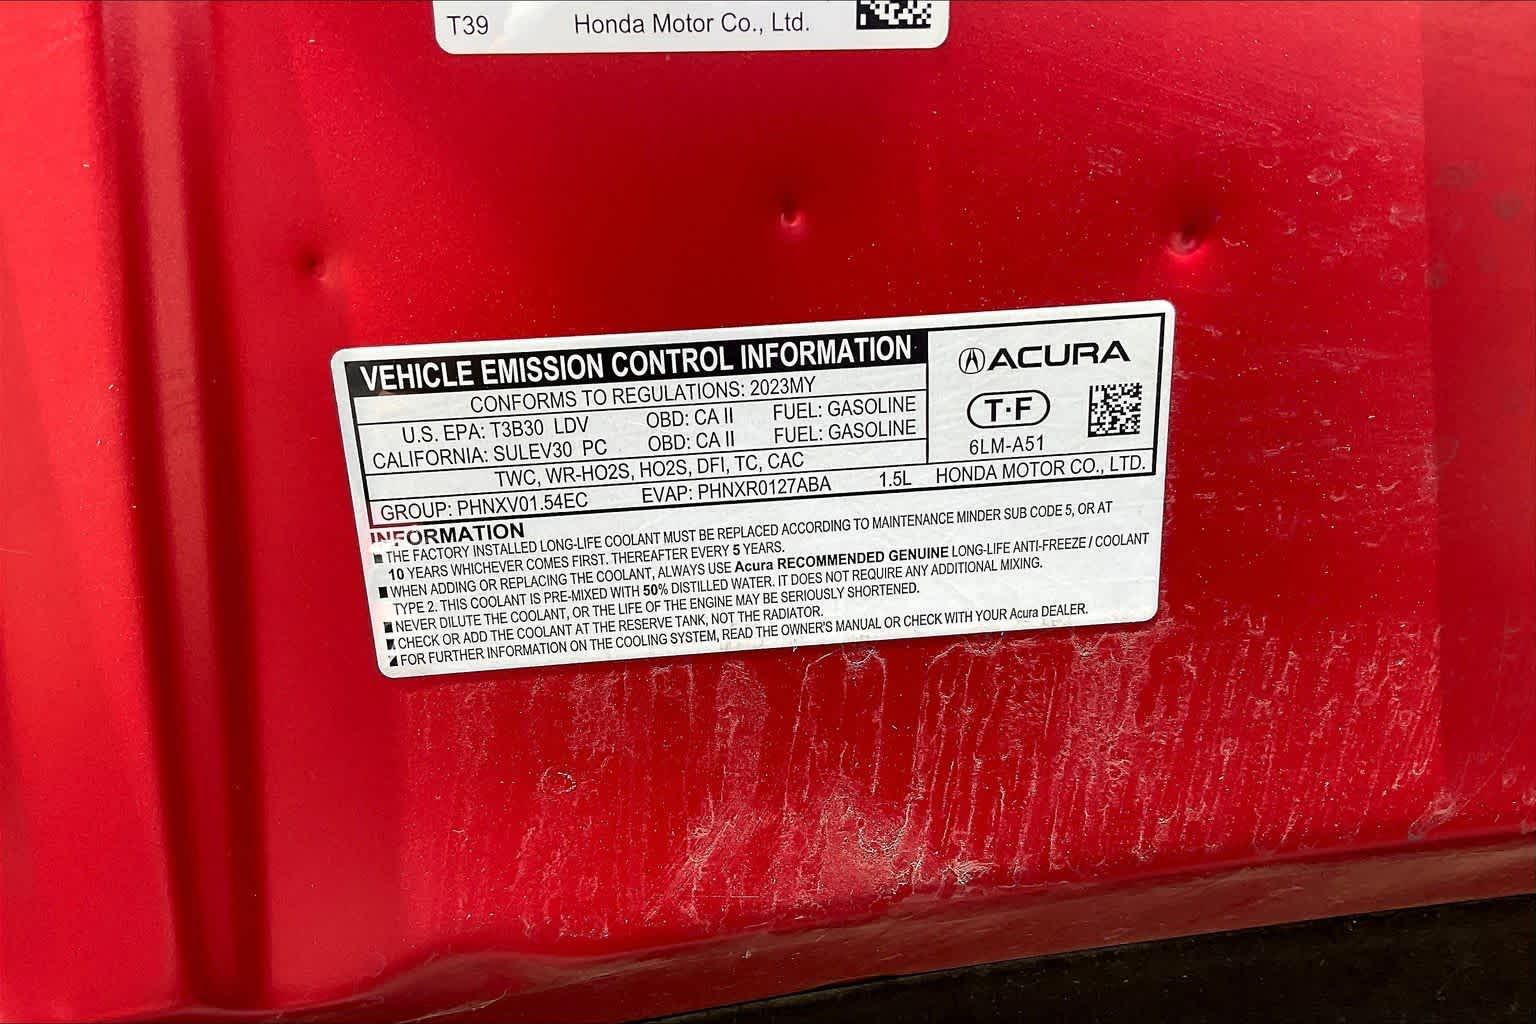 T39 Honda Motor Co., Ltd.
VEHICLE EMISSION CONTROL INFORMATION
CONFORMS TO REGULATIONS: 2023MY
U.S. EPA: T3B30 LDV OBD: CA II FUEL: GASOLINE
CALIFORNIA: SULEV30 PC OBD: CA II FUEL: GASOLINE
TWC, WR-HO2S, HO2S, DFI, TC, CAC
GROUP: PHNXV01.54EC EVAP: PHNXR0127ABA 1.5L
ACURA
T·F
6LM-A51
HONDA MOTOR CO., LTD.
INFORMATION
■ THE FACTORY INSTALLED LONG-LIFE COOLANT MUST BE REPLACED ACCORDING TO MAINTENANCE MINDER SUB CODE 5, OR AT
10 YEARS WHICHEVER COMES FIRST. THEREAFTER EVERY 5 YEARS.
■ WHEN ADDING OR REPLACING THE COOLANT, ALWAYS USE Acura RECOMMENDED GENUINE LONG-LIFE ANTI-FREEZE / COOLANT
TYPE 2. THIS COOLANT IS PRE-MIXED WITH 50% DISTILLED WATER. IT DOES NOT REQUIRE ANY ADDITIONAL MIXING.
■ NEVER DILUTE THE COOLANT, OR THE LIFE OF THE ENGINE MAY BE SERIOUSLY SHORTENED.
■ CHECK OR ADD THE COOLANT AT THE RESERVE TANK, NOT THE RADIATOR.
■ FOR FURTHER INFORMATION ON THE COOLING SYSTEM, READ THE OWNER'S MANUAL OR CHECK WITH YOUR Acura DEALER.